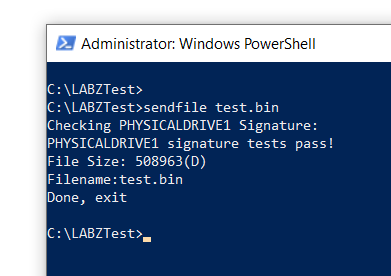 Administrator: Windows PowerShell
C:\LABZTest>
C:\LABZTest>sendfile test.bin
Checking PHYSICALDRIVE1 Signature:
PHYSICALDRIVE1 signature tests pass!
File Size: 508963(D)
Filename:test.bin
Done, exit
C:\LABZTest>